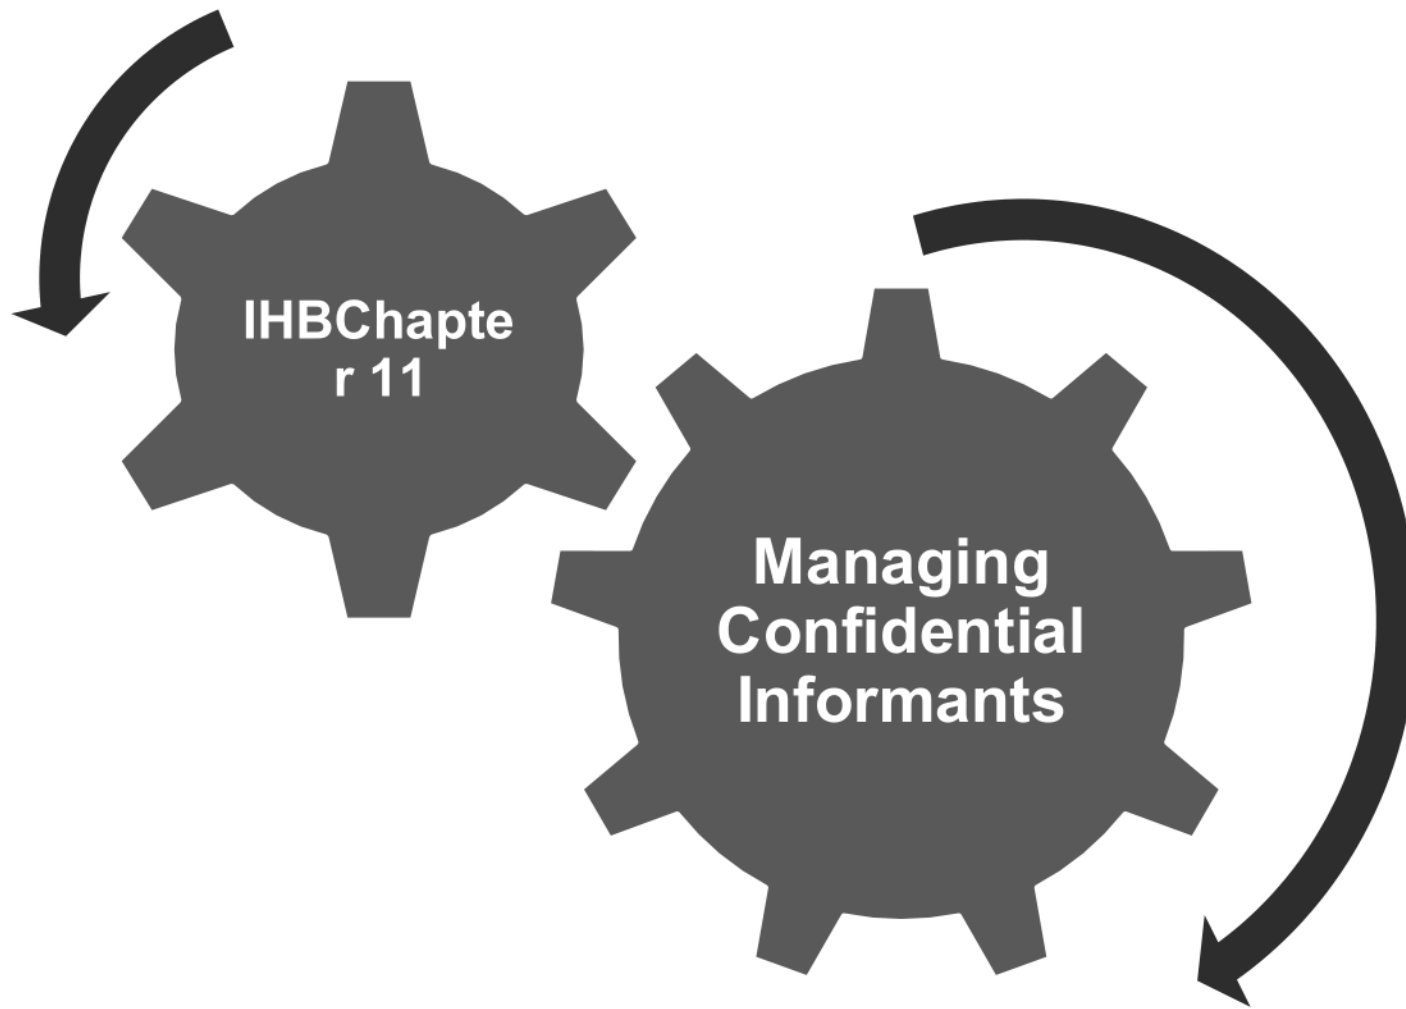 IHBChapte
r 11
Managing
Confidential
Informants